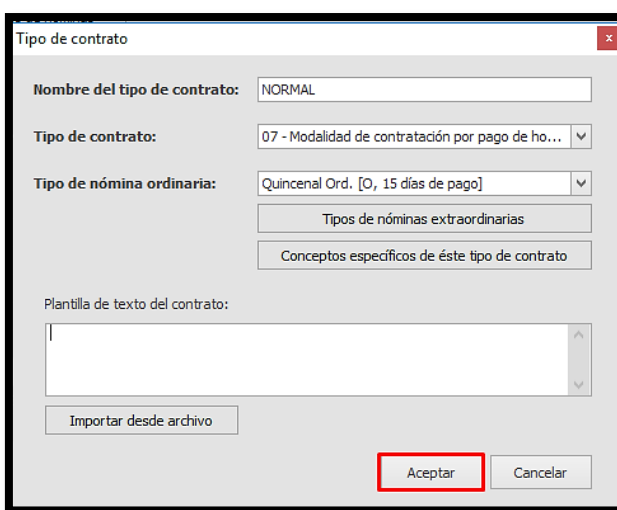 Tipo de contrato
x
Nombre del tipo de contrato: NORMAL
Tipo de contrato: 07 - Modalidad de contratación por pago de ho...
Tipo de nómina ordinaria: Quincenal Ord. [O, 15 días de pago]
Tipos de nóminas extraordinarias
Conceptos específicos de éste tipo de contrato
Plantilla de texto del contrato:
Importar desde archivo
Aceptar Cancelar